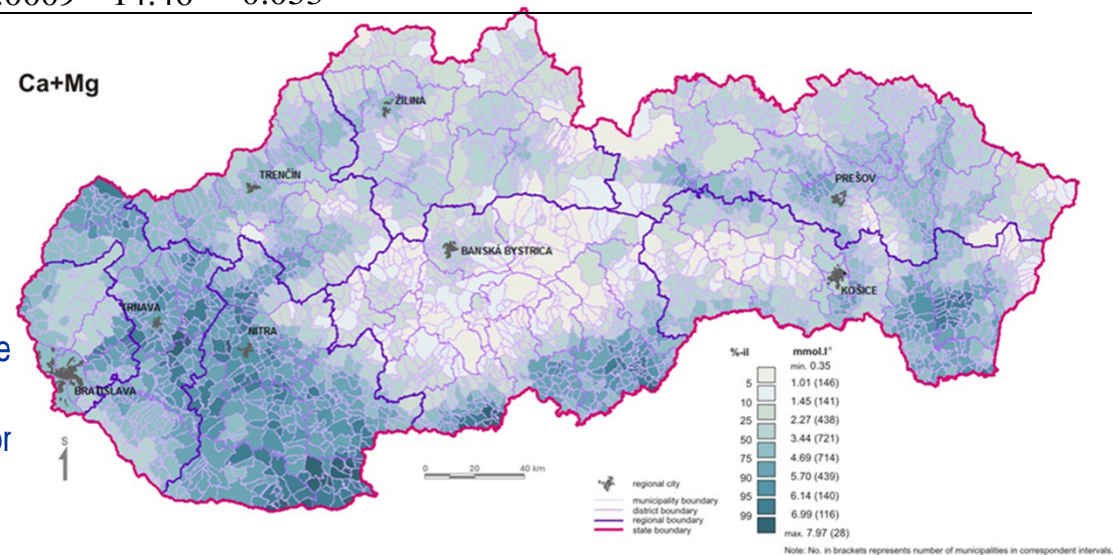 Ca+Mg
ŽILINA
TRENČÍN
PREŠOV
BANSKÁ BYSTRICA
KOŠICE
TRNAVA
NITRA
BRATISLAVA
e
or
S
0 20 40 km
regional city
municipality boundary
district boundary
regional boundary
state boundary
%-il mmol.l⁻¹
min. 0.35
5 1.01 (146)
10 1.45 (141)
25 2.27 (438)
50 3.44 (721)
75 4.69 (714)
90 5.70 (439)
95 6.14 (140)
99 6.99 (116)
max. 7.97 (28)
Note: No. in brackets represents number of municipalities in correspondent intervals.